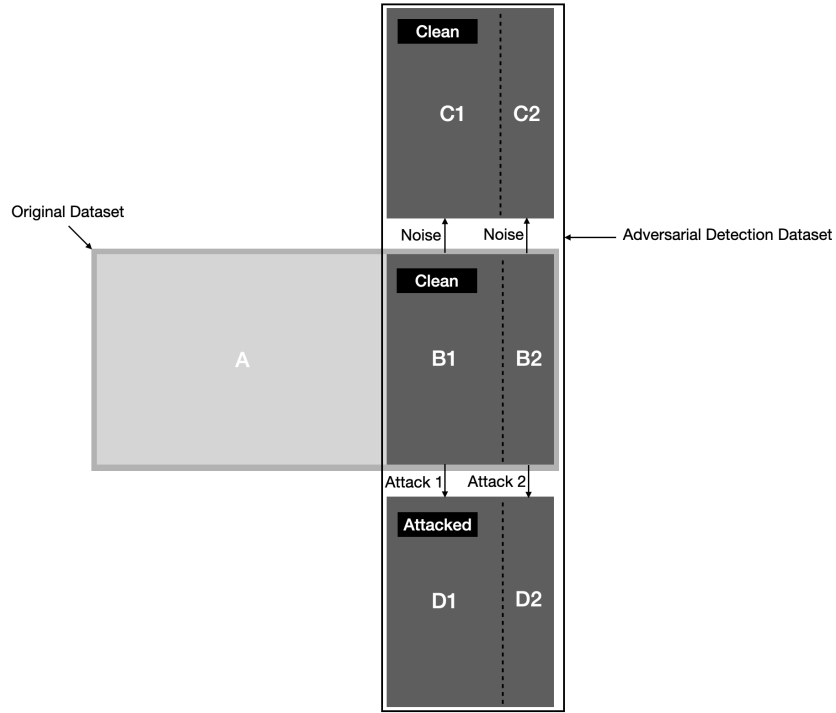 Clean
C1 C2
Original Dataset
Noise Noise
Adversarial Detection Dataset
Clean
A
B1 B2
Attack 1 Attack 2
Attacked
D1 D2